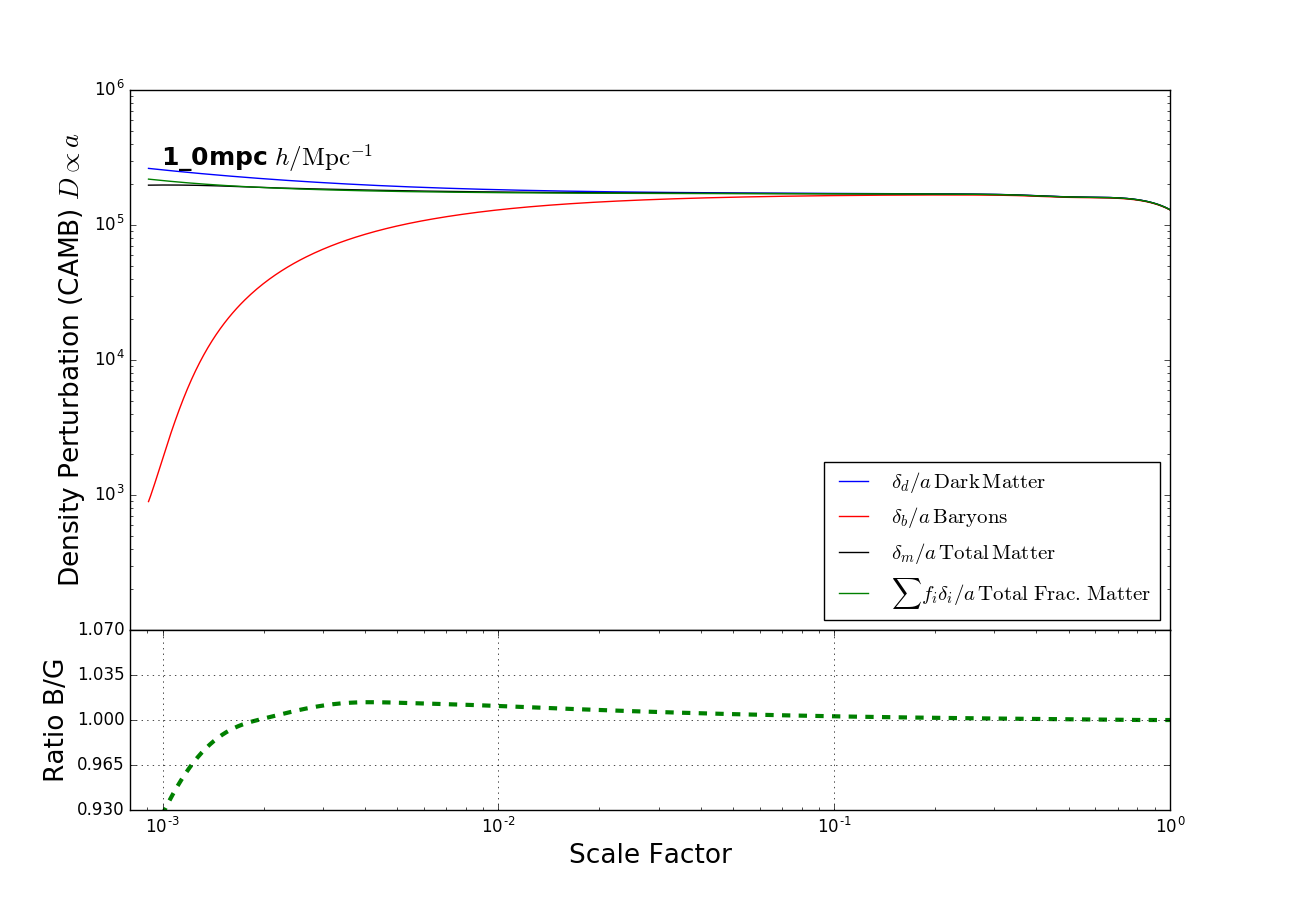 10^6
1_0mpc h/Mpc^{-1}
10^5
10^4
10^3
Density Perturbation (CAMB) D ∝ a
δ_d/a Dark Matter
δ_b/a Baryons
δ_m/a Total Matter
∑ f_i δ_i/a Total Frac. Matter
1.070
1.035
1.000
0.965
0.930
Ratio B/G
10^{-3} 10^{-2} 10^{-1} 10^0
Scale Factor